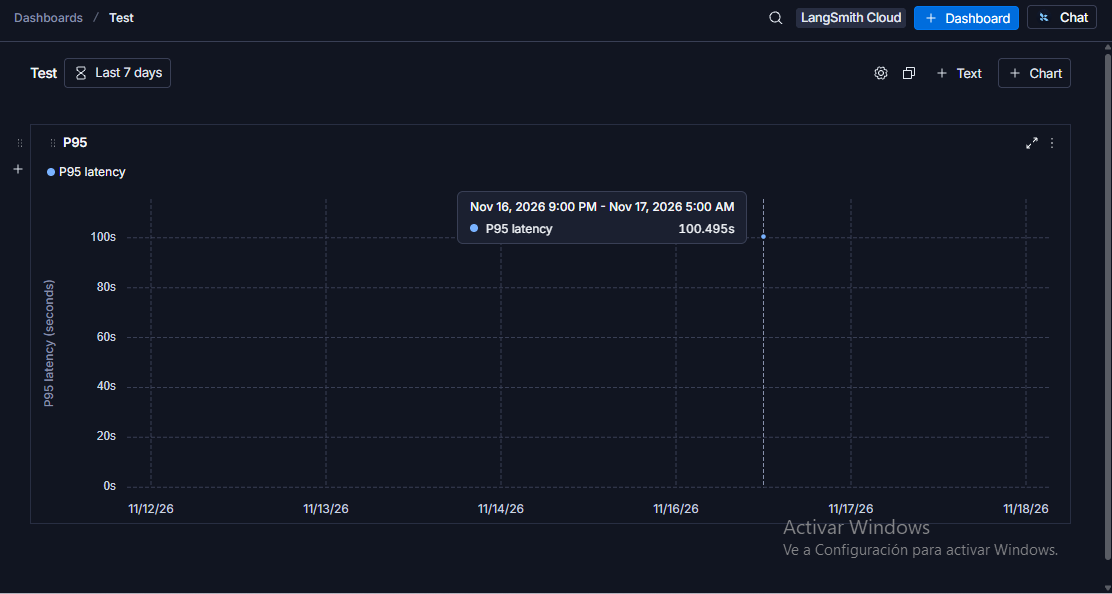 Dashboards / Test
LangSmith Cloud
+ Dashboard
Chat
Test
Last 7 days
+ Text
+ Chart
P95
P95 latency
Nov 16, 2026 9:00 PM - Nov 17, 2026 5:00 AM
P95 latency 100.495s
P95 latency (seconds)
100s
80s
60s
40s
20s
0s
11/12/26 11/13/26 11/14/26 11/16/26 11/17/26 11/18/26
Activar Windows
Ve a Configuración para activar Windows.